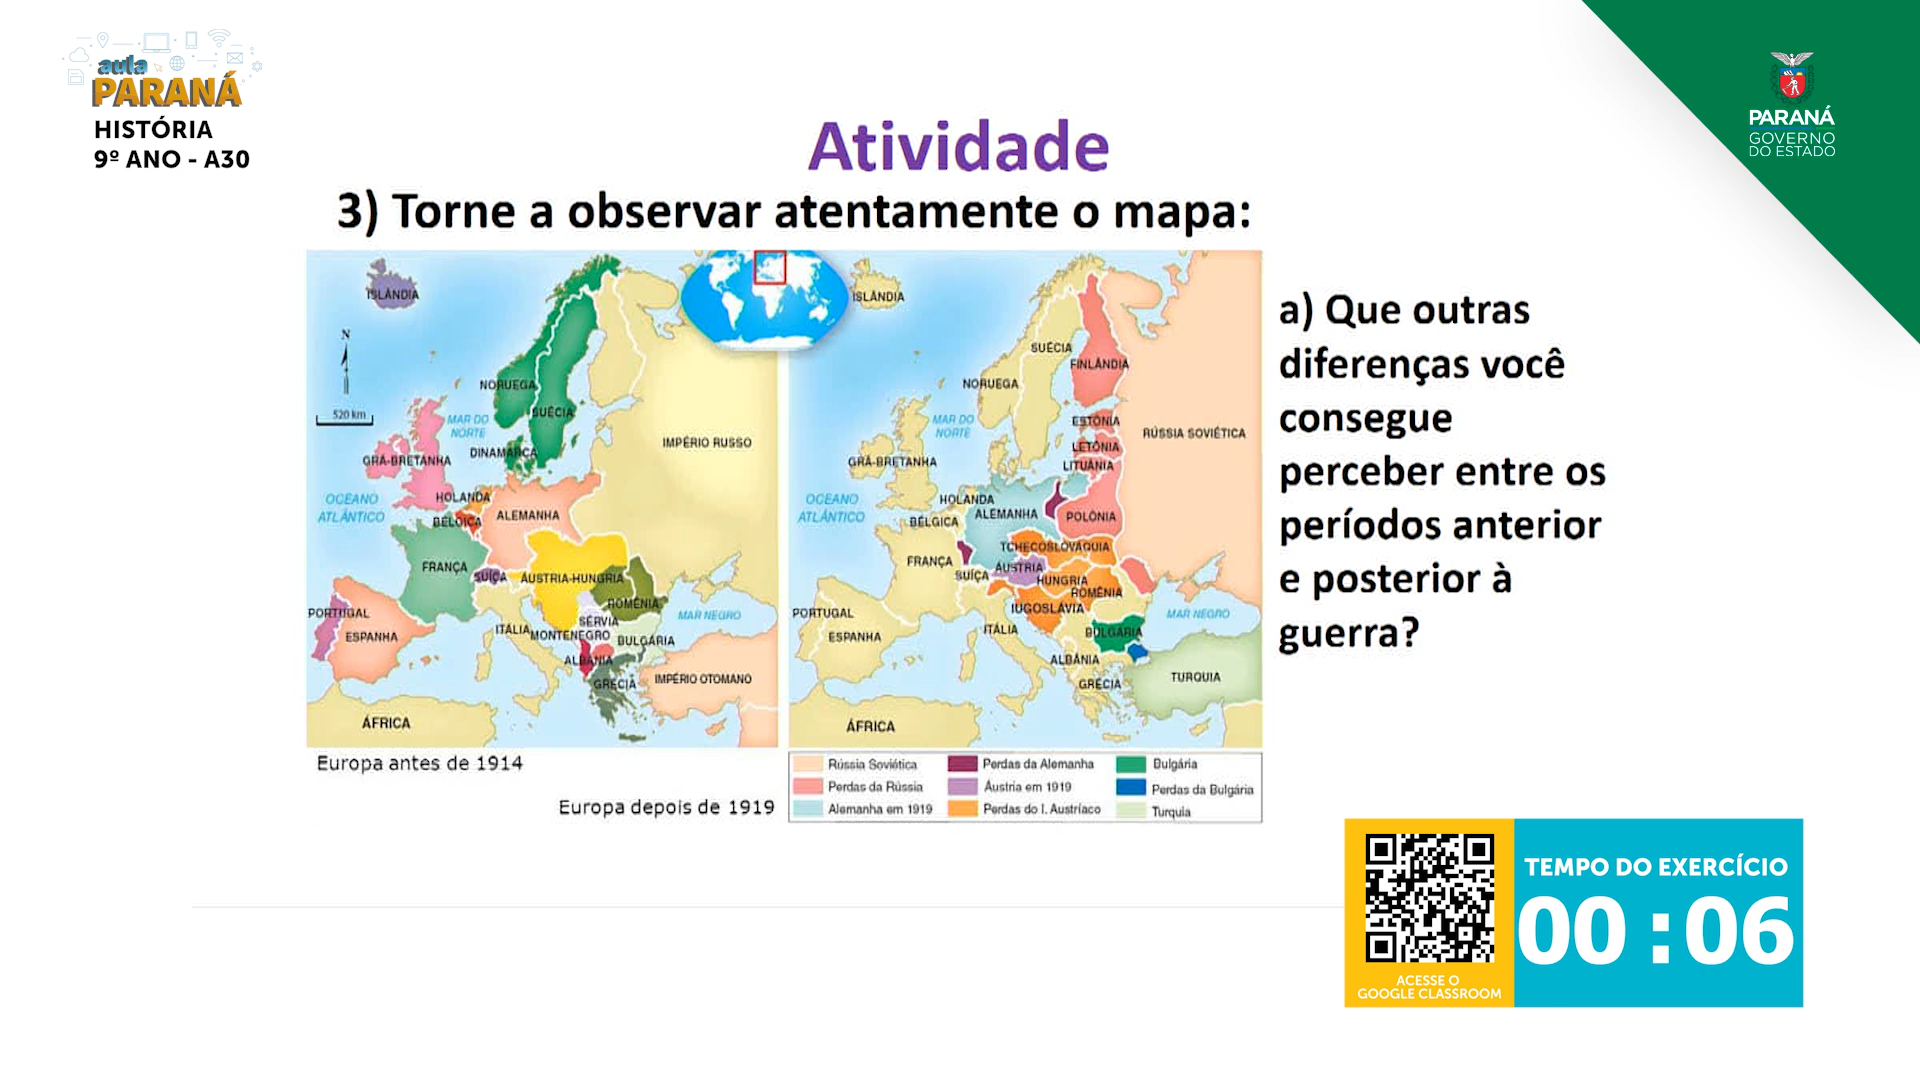 aula
PARANÁ
HISTÓRIA
9º ANO - A30
PARANÁ
GOVERNO
DO ESTADO
Atividade
3) Torne a observar atentamente o mapa:
ISLÂNDIA
N
520 km
NORUEGA
SUÉCIA
MAR DO
NORTE
DINAMARCA
GRÃ-BRETANHA
IMPÉRIO RUSSO
OCEANO
ATLÂNTICO
HOLANDA
BÉLGICA
ALEMANHA
FRANÇA
SUÍÇA
ÁUSTRIA-HUNGRIA
ROMÊNIA
MAR NEGRO
PORTUGAL
ESPANHA
ITÁLIA
SÉRVIA
MONTENEGRO
BULGÁRIA
ALBÂNIA
GRÉCIA
IMPÉRIO OTOMANO
ÁFRICA
Europa antes de 1914
ISLÂNDIA
SUÉCIA
FINLÂNDIA
NORUEGA
MAR DO
NORTE
ESTÔNIA
LETÔNIA
LITUÂNIA
RÚSSIA SOVIÉTICA
GRÃ-BRETANHA
OCEANO
ATLÂNTICO
HOLANDA
BÉLGICA
ALEMANHA
POLÔNIA
TCHECOSLOVÁQUIA
FRANÇA
SUÍÇA
ÁUSTRIA
HUNGRIA
ROMÊNIA
IUGOSLÁVIA
MAR NEGRO
PORTUGAL
ESPANHA
ITÁLIA
BULGÁRIA
ALBÂNIA
GRÉCIA
TURQUIA
ÁFRICA
Europa depois de 1919
Rússia Soviética
Perdas da Rússia
Alemanha em 1919
Perdas da Alemanha
Áustria em 1919
Perdas do I. Austríaco
Bulgária
Perdas da Bulgária
Turquia
a) Que outras
diferenças você
consegue
perceber entre os
períodos anterior
e posterior à
guerra?
ACESSE O
GOOGLE CLASSROOM
TEMPO DO EXERCÍCIO
00:06